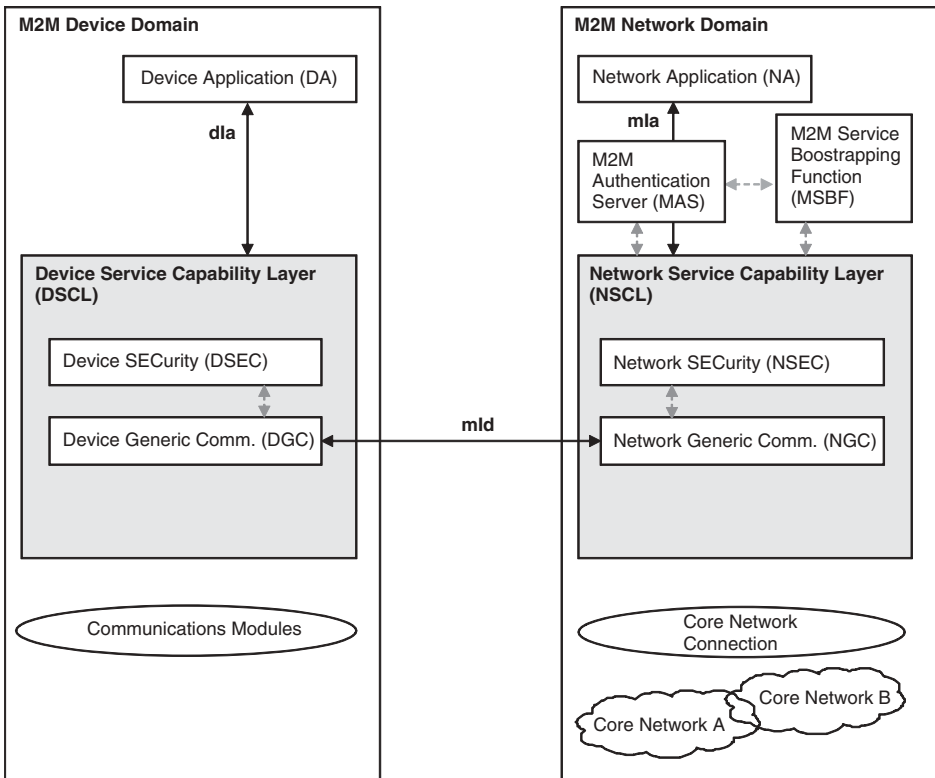 M2M Device Domain
Device Application (DA)
dIa
Device Service Capability Layer
(DSCL)
Device SECurity (DSEC)
Device Generic Comm. (DGC)
Communications Modules
mId
M2M Network Domain
Network Application (NA)
mIa
M2M
Authentication
Server (MAS)
M2M Service
Boostrapping
Function
(MSBF)
Network Service Capability Layer
(NSCL)
Network SECurity (NSEC)
Network Generic Comm. (NGC)
Core Network
Connection
Core Network B
Core Network A